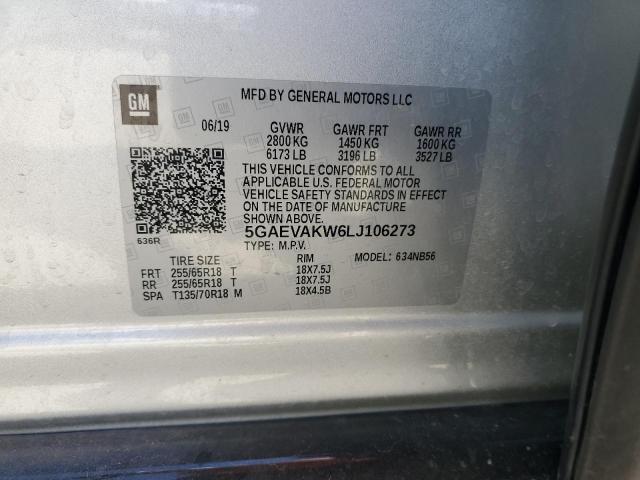 GM
MFD BY GENERAL MOTORS LLC
06/19 GVWR GAWR FRT GAWR RR
2800 KG 1450 KG 1600 KG
6173 LB 3196 LB 3527 LB
THIS VEHICLE CONFORMS TO ALL
APPLICABLE U.S. FEDERAL MOTOR
VEHICLE SAFETY STANDARDS IN EFFECT
ON THE DATE OF MANUFACTURE
SHOWN ABOVE.
636R
5GAEVAKW6LJ106273
TYPE: M.P.V. MODEL: 634NB56
TIRE SIZE RIM
FRT 255/65R18 T 18X7.5J
RR 255/65R18 T 18X7.5J
SPA T135/70R18 M 18X4.5B